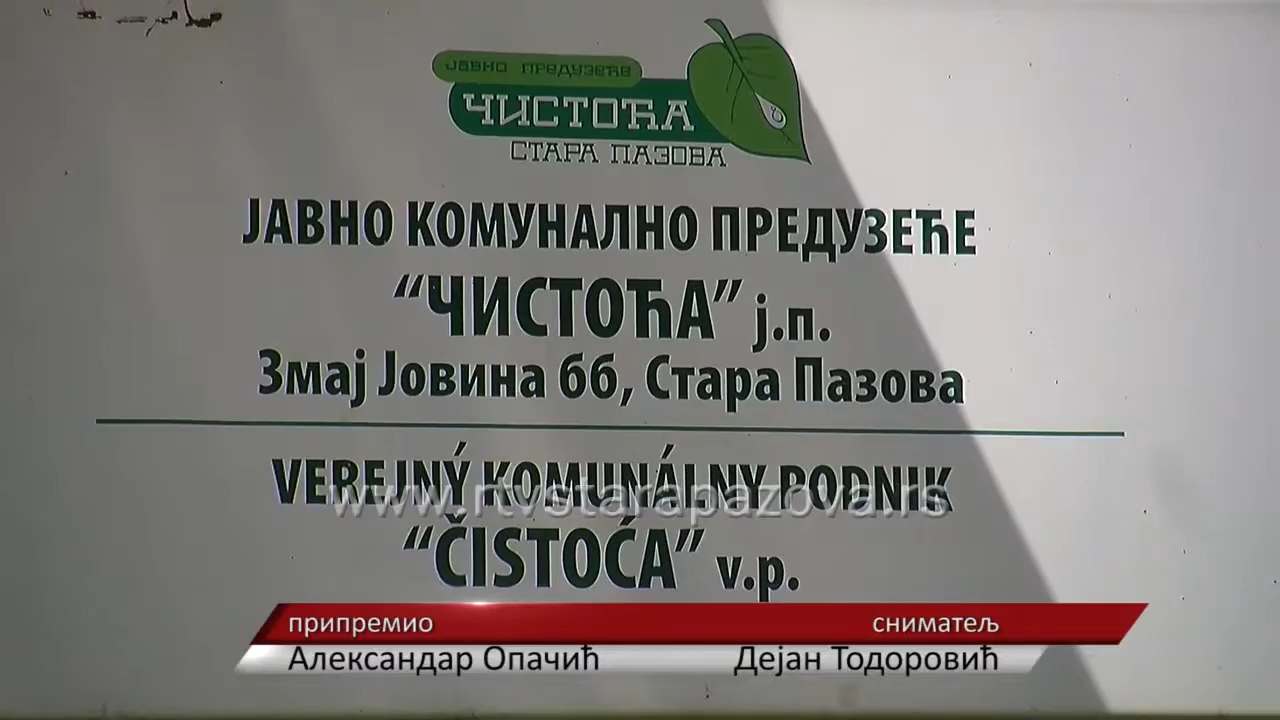 ЈАВНО ПРЕДУЗЕЋЕ
ЧИСТОЋА
СТАРА ПАЗОВА
ЈАВНО КОМУНАЛНО ПРЕДУЗЕЋЕ
“ЧИСТОЋА” ј.п.
Змај Јовина бб, Стара Пазова
VEREJNÝ KOMUNÁLNY PODNIK
www.rtvstarapazova.rs
“ČISTOĆA” v.p.
припремио сниматељ
Александар Опачић Дејан Тодоровић